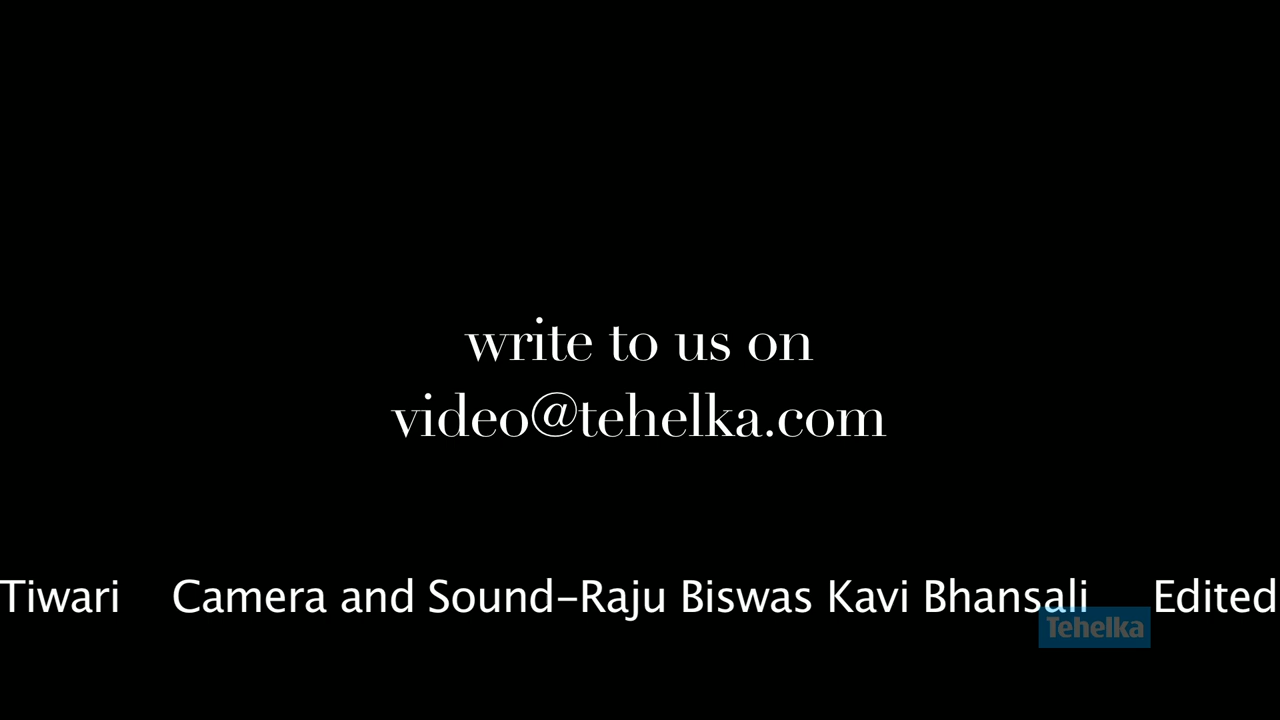 write to us on
video@tehelka.com
Tiwari Camera and Sound-Raju Biswas Kavi Bhansali Edited
Tehelka